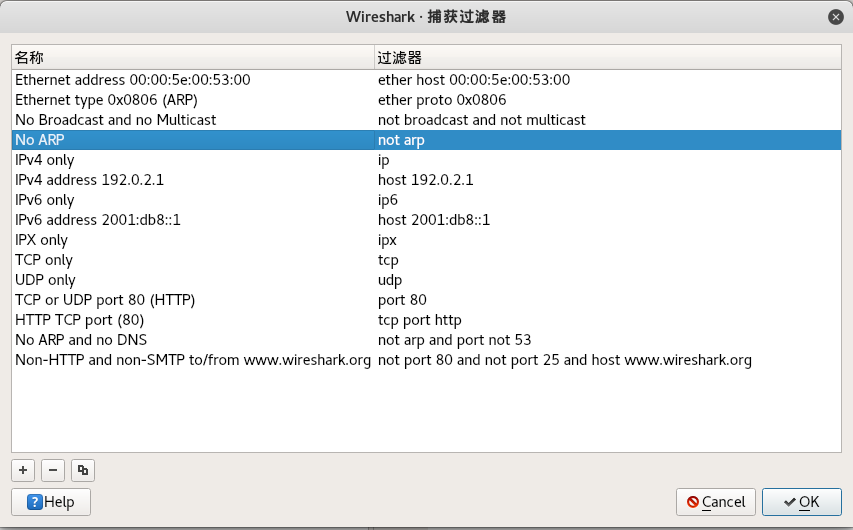 Wireshark · 捕获过滤器
名称 过滤器
Ethernet address 00:00:5e:00:53:00 ether host 00:00:5e:00:53:00
Ethernet type 0x0806 (ARP) ether proto 0x0806
No Broadcast and no Multicast not broadcast and not multicast
No ARP not arp
IPv4 only ip
IPv4 address 192.0.2.1 host 192.0.2.1
IPv6 only ip6
IPv6 address 2001:db8::1 host 2001:db8::1
IPX only ipx
TCP only tcp
UDP only udp
TCP or UDP port 80 (HTTP) port 80
HTTP TCP port (80) tcp port http
No ARP and no DNS not arp and port not 53
Non-HTTP and non-SMTP to/from www.wireshark.org not port 80 and not port 25 and host www.wireshark.org
Help Cancel OK